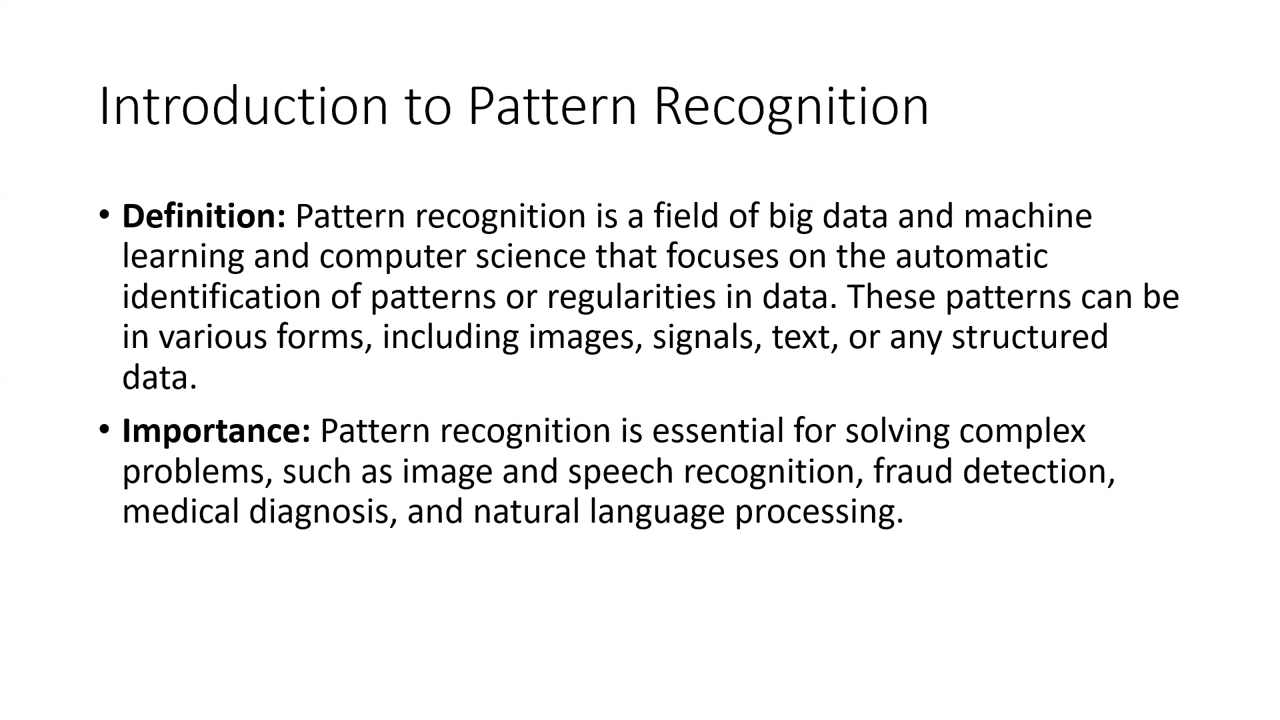 Introduction to Pattern Recognition
• Definition: Pattern recognition is a field of big data and machine
learning and computer science that focuses on the automatic
identification of patterns or regularities in data. These patterns can be
in various forms, including images, signals, text, or any structured
data.
• Importance: Pattern recognition is essential for solving complex
problems, such as image and speech recognition, fraud detection,
medical diagnosis, and natural language processing.